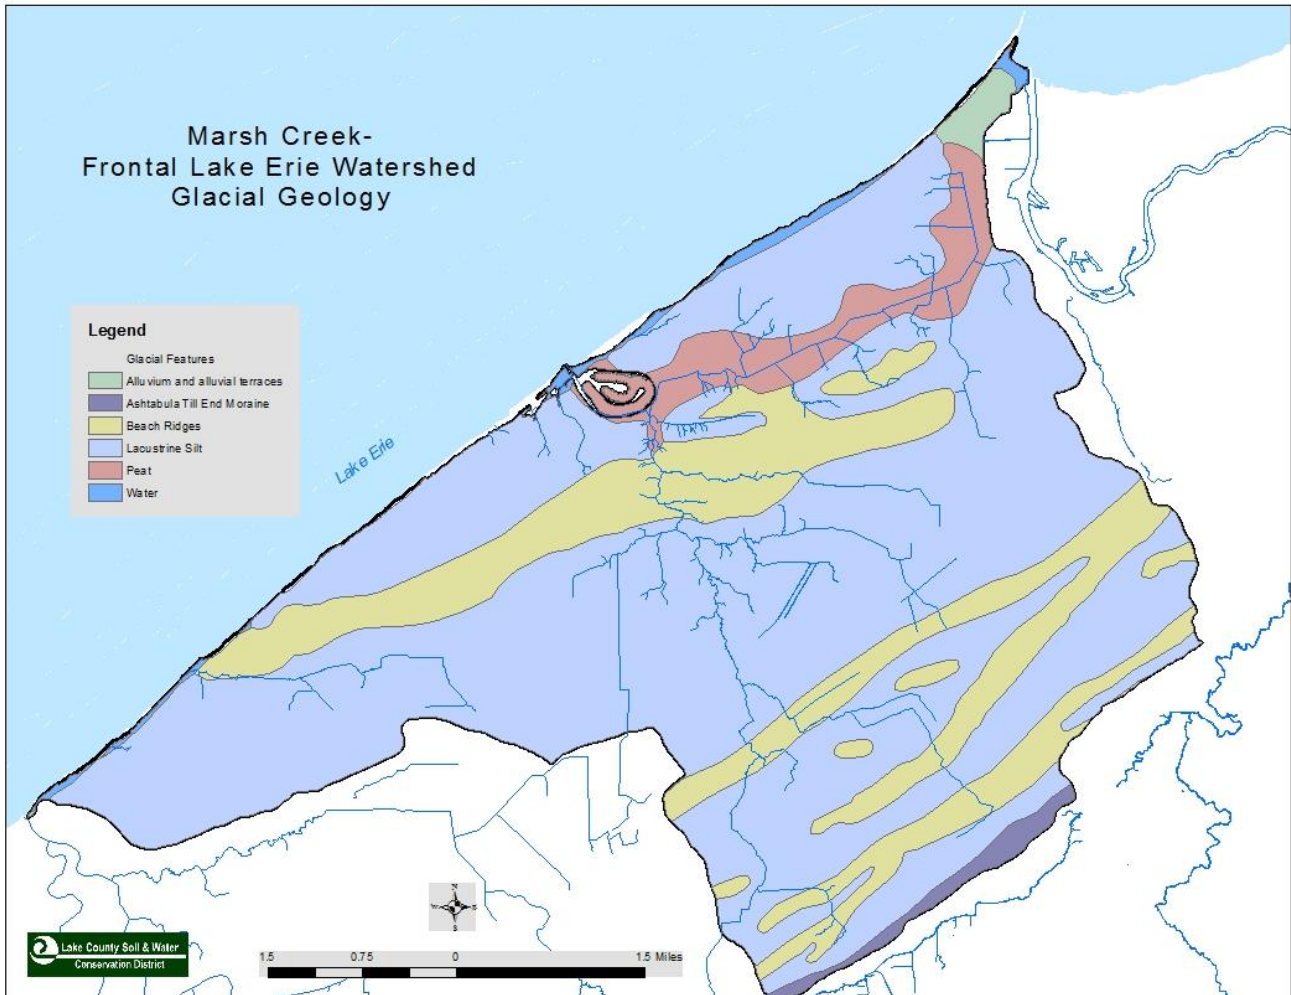 Marsh Creek-
Frontal Lake Erie Watershed
Glacial Geology
Legend
Glacial Features
Alluvium and alluvial terraces
Ashtabula Till End Moraine
Beach Ridges
Lacustrine Silt
Peat
Water
Lake Erie
N
W E
S
Lake County Soil & Water
Conservation District
1.5 0.75 0 1.5 Miles